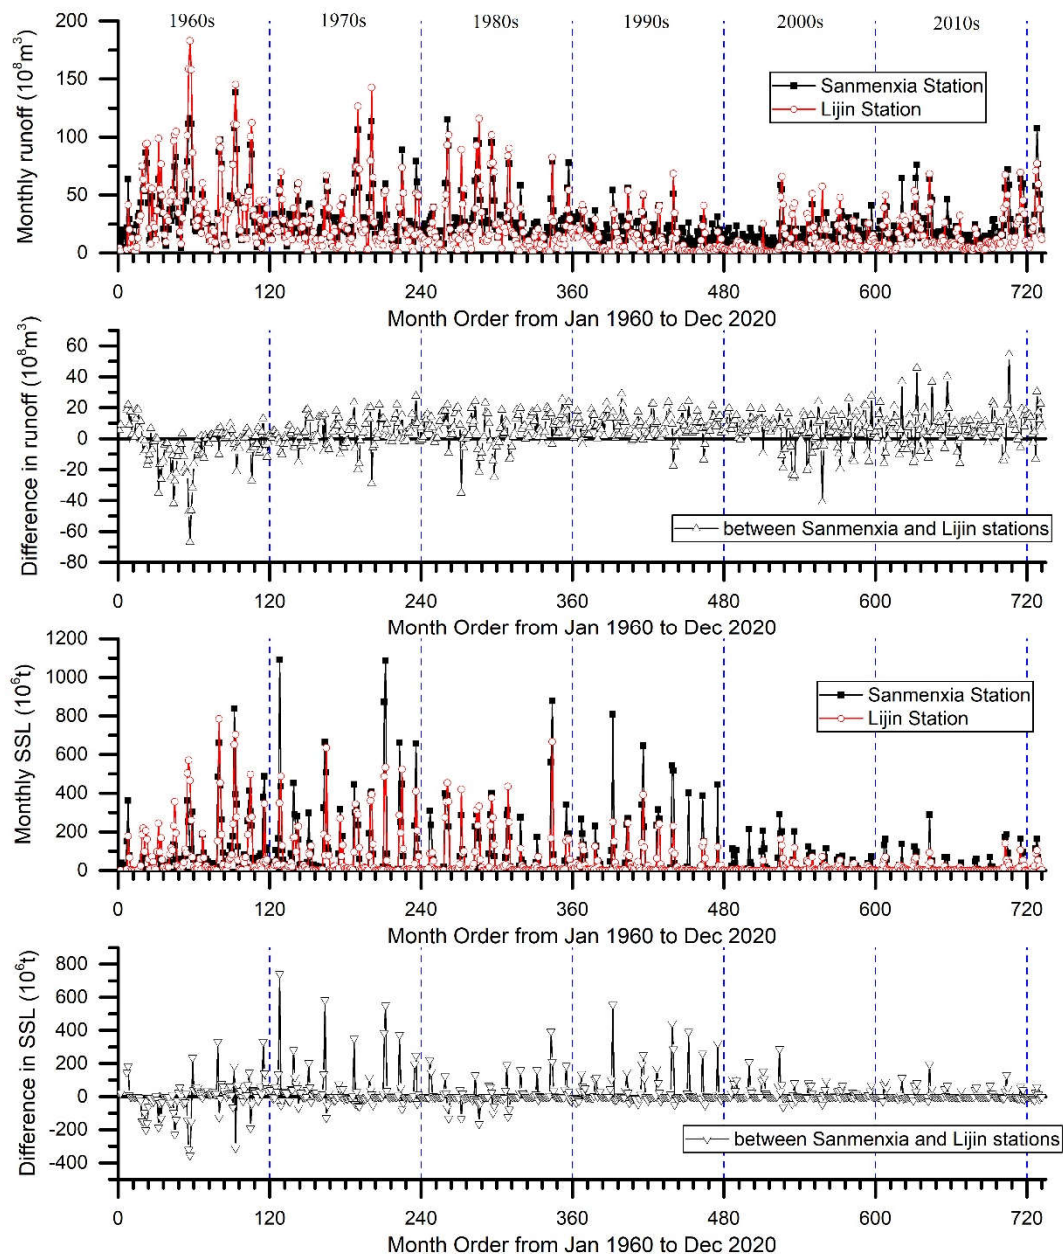 1960s 1970s 1980s 1990s 2000s 2010s
Monthly runoff (10⁸m³)
200
150
100
50
0
Sanmenxia Station
Lijin Station
0 120 240 360 480 600 720
Month Order from Jan 1960 to Dec 2020
Difference in runoff (10⁸m³)
60
40
20
0
-20
-40
-60
-80
between Sanmenxia and Lijin stations
0 120 240 360 480 600 720
Month Order from Jan 1960 to Dec 2020
Monthly SSL (10⁶t)
1200
1000
800
600
400
200
0
Sanmenxia Station
Lijin Station
0 120 240 360 480 600 720
Month Order from Jan 1960 to Dec 2020
Difference in SSL (10⁶t)
800
600
400
200
0
-200
-400
between Sanmenxia and Lijin stations
0 120 240 360 480 600 720
Month Order from Jan 1960 to Dec 2020